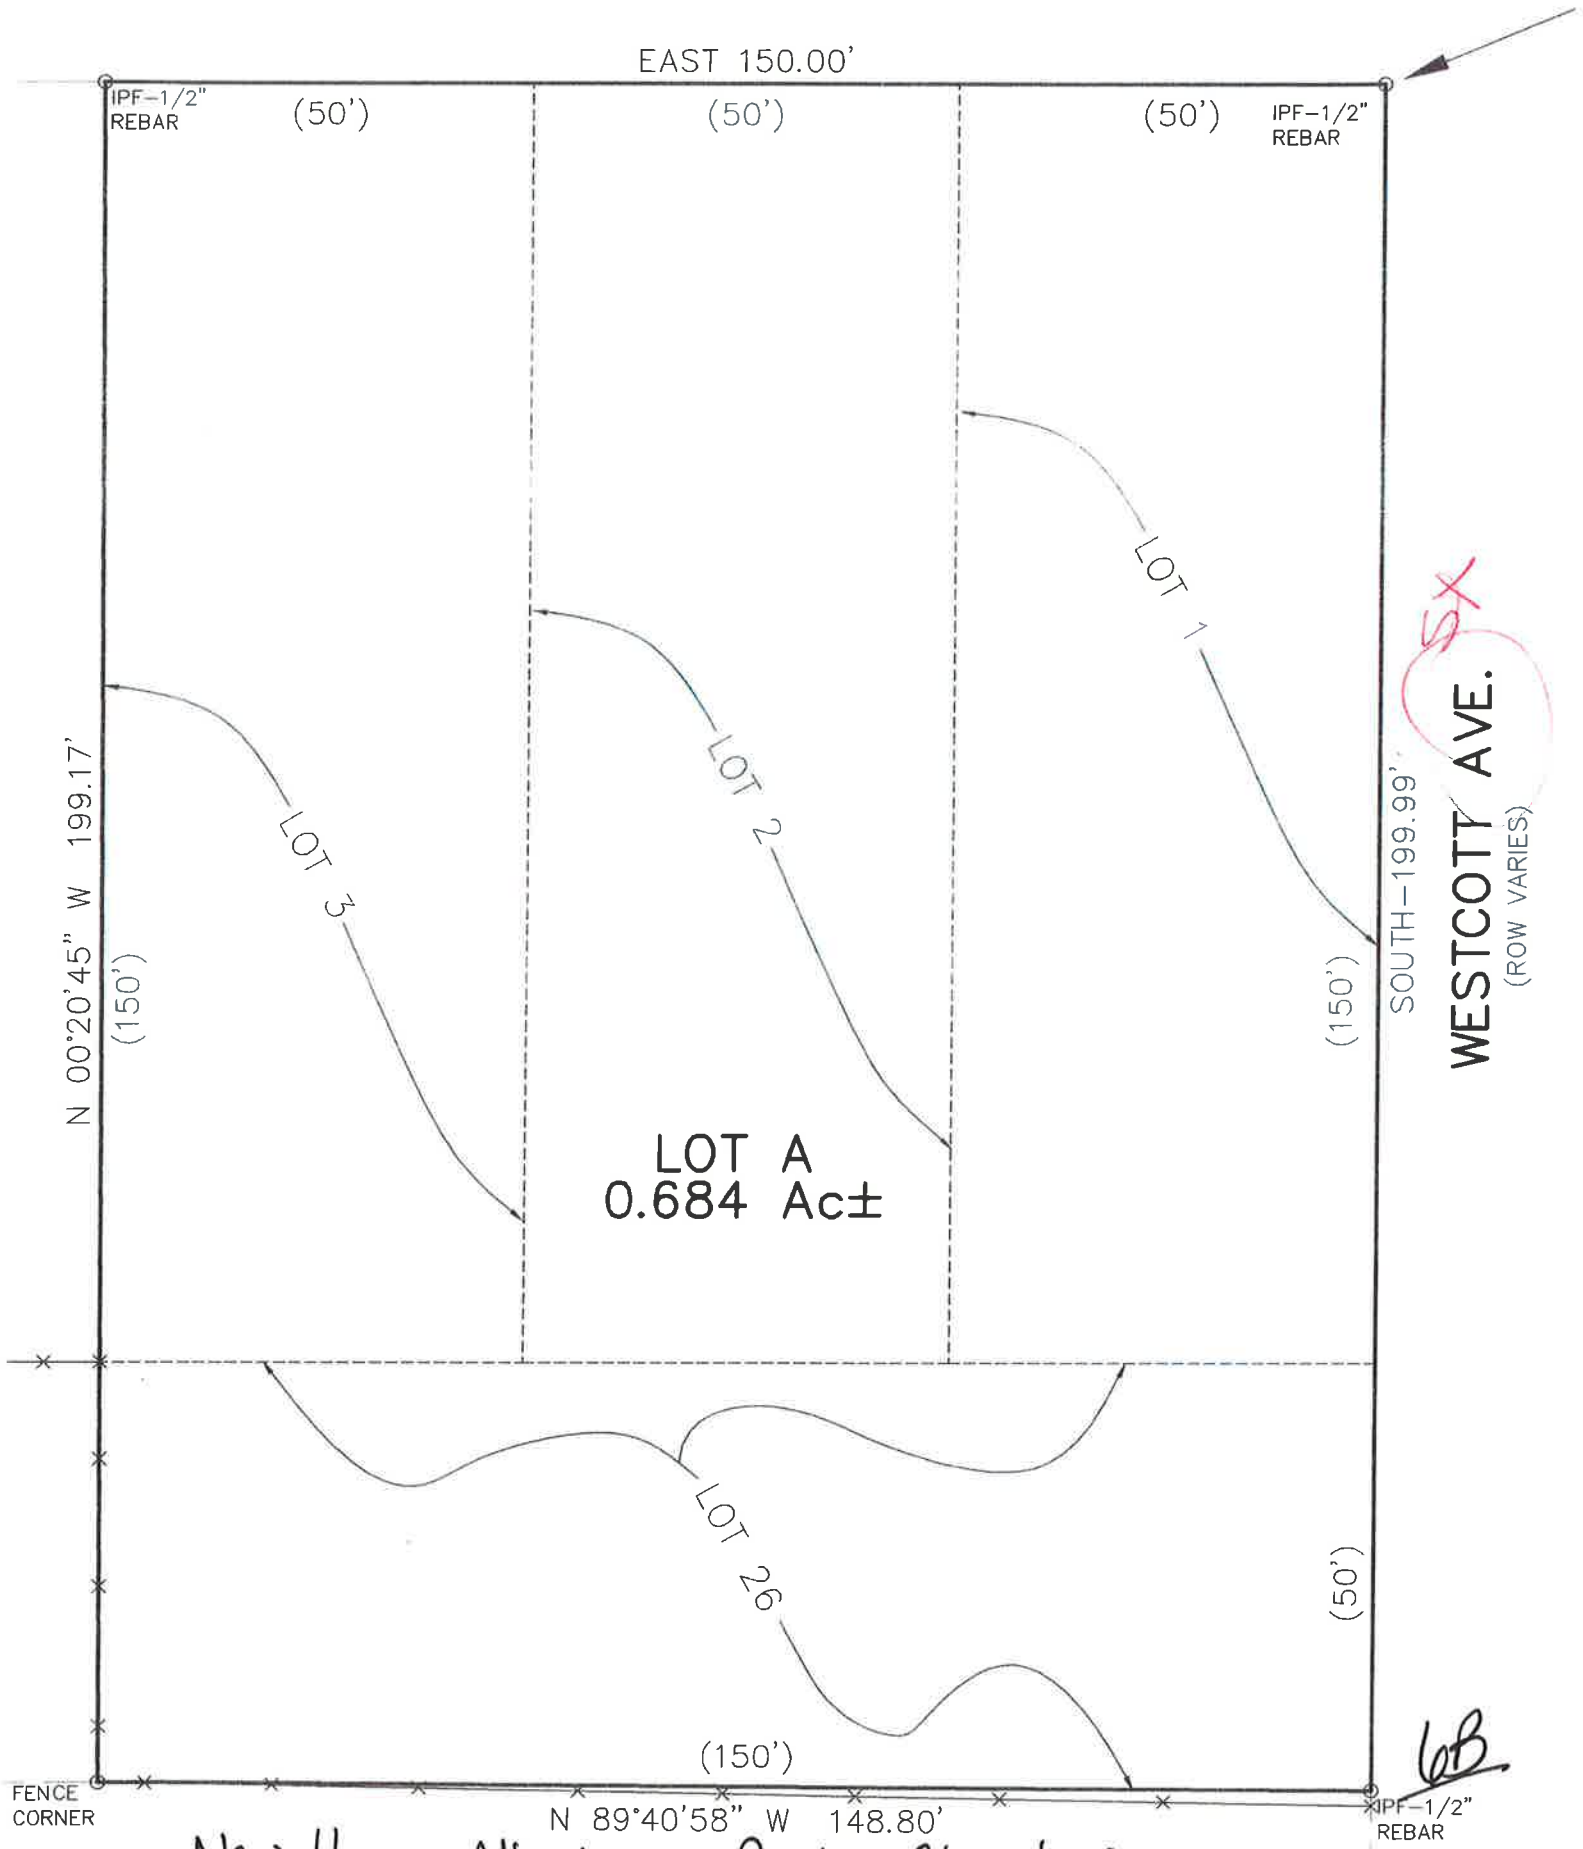 EAST 150.00'
IPF-1/2"
REBAR
(50')
(50')
(50')
IPF-1/2"
REBAR
LOT 1
LOT 2
LOT 3
N 00°20'45" W 199.17'
(150')
(150')
SOUTH-199.99'
WESTCOTT AVE.
(ROW VARIES)
LOT A
0.684 Ac±
LOT 26
(50')
(150')
6B
FENCE
CORNER
N 89°40'58" W 148.80'
IPF-1/2"
REBAR